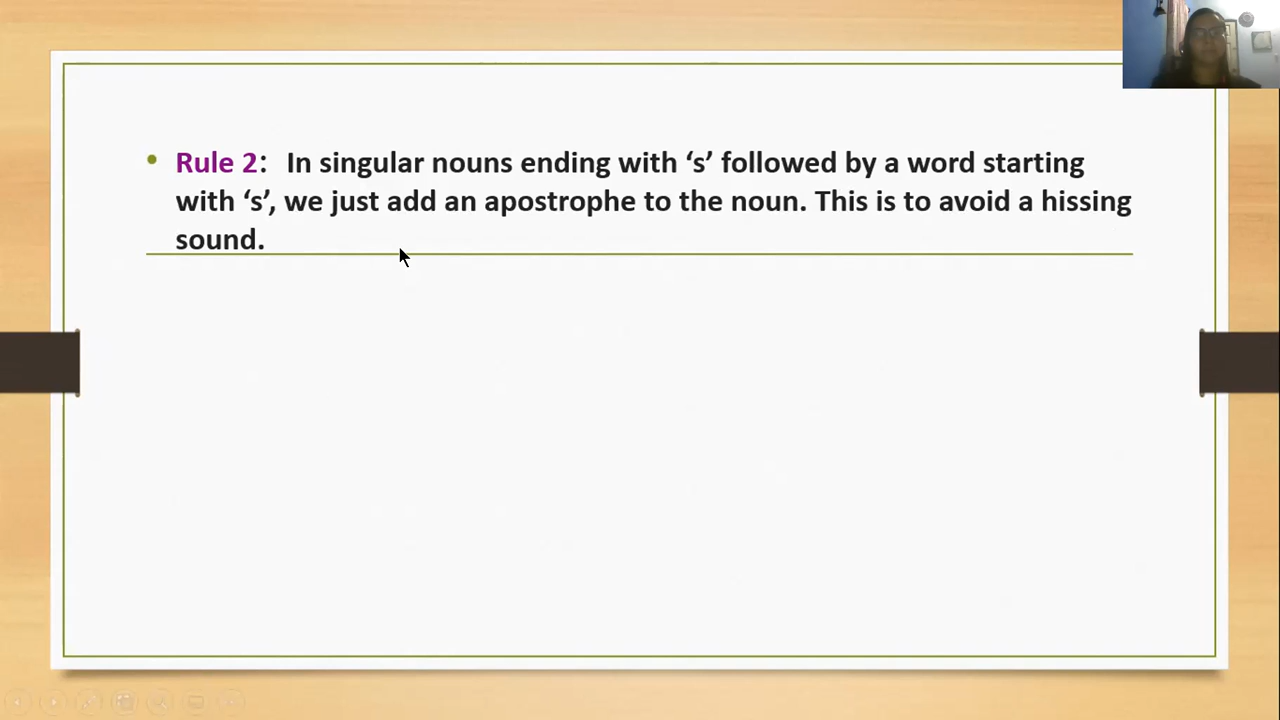 • Rule 2: In singular nouns ending with ‘s’ followed by a word starting
with ‘s’, we just add an apostrophe to the noun. This is to avoid a hissing
sound.